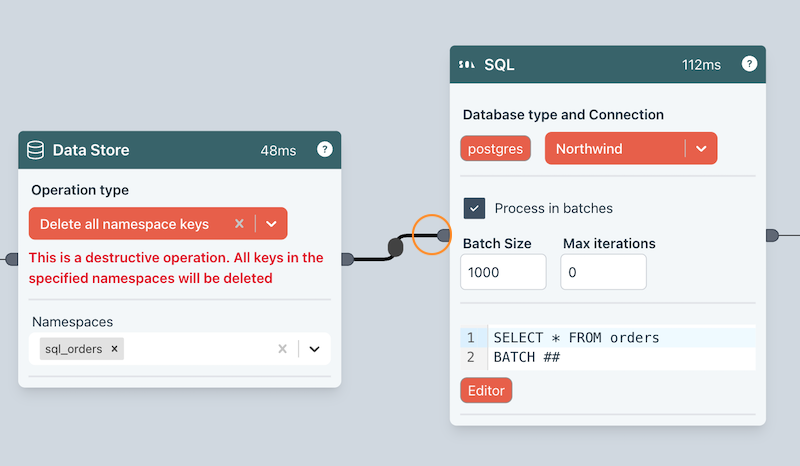 Data Store 48ms ?
Operation type
Delete all namespace keys
This is a destructive operation. All keys in the
specified namespaces will be deleted
Namespaces
sql_orders
SQL SQL 112ms ?
Database type and Connection
postgres Northwind
Process in batches
Batch Size Max iterations
1000 0
1 SELECT * FROM orders
2 BATCH ##
Editor